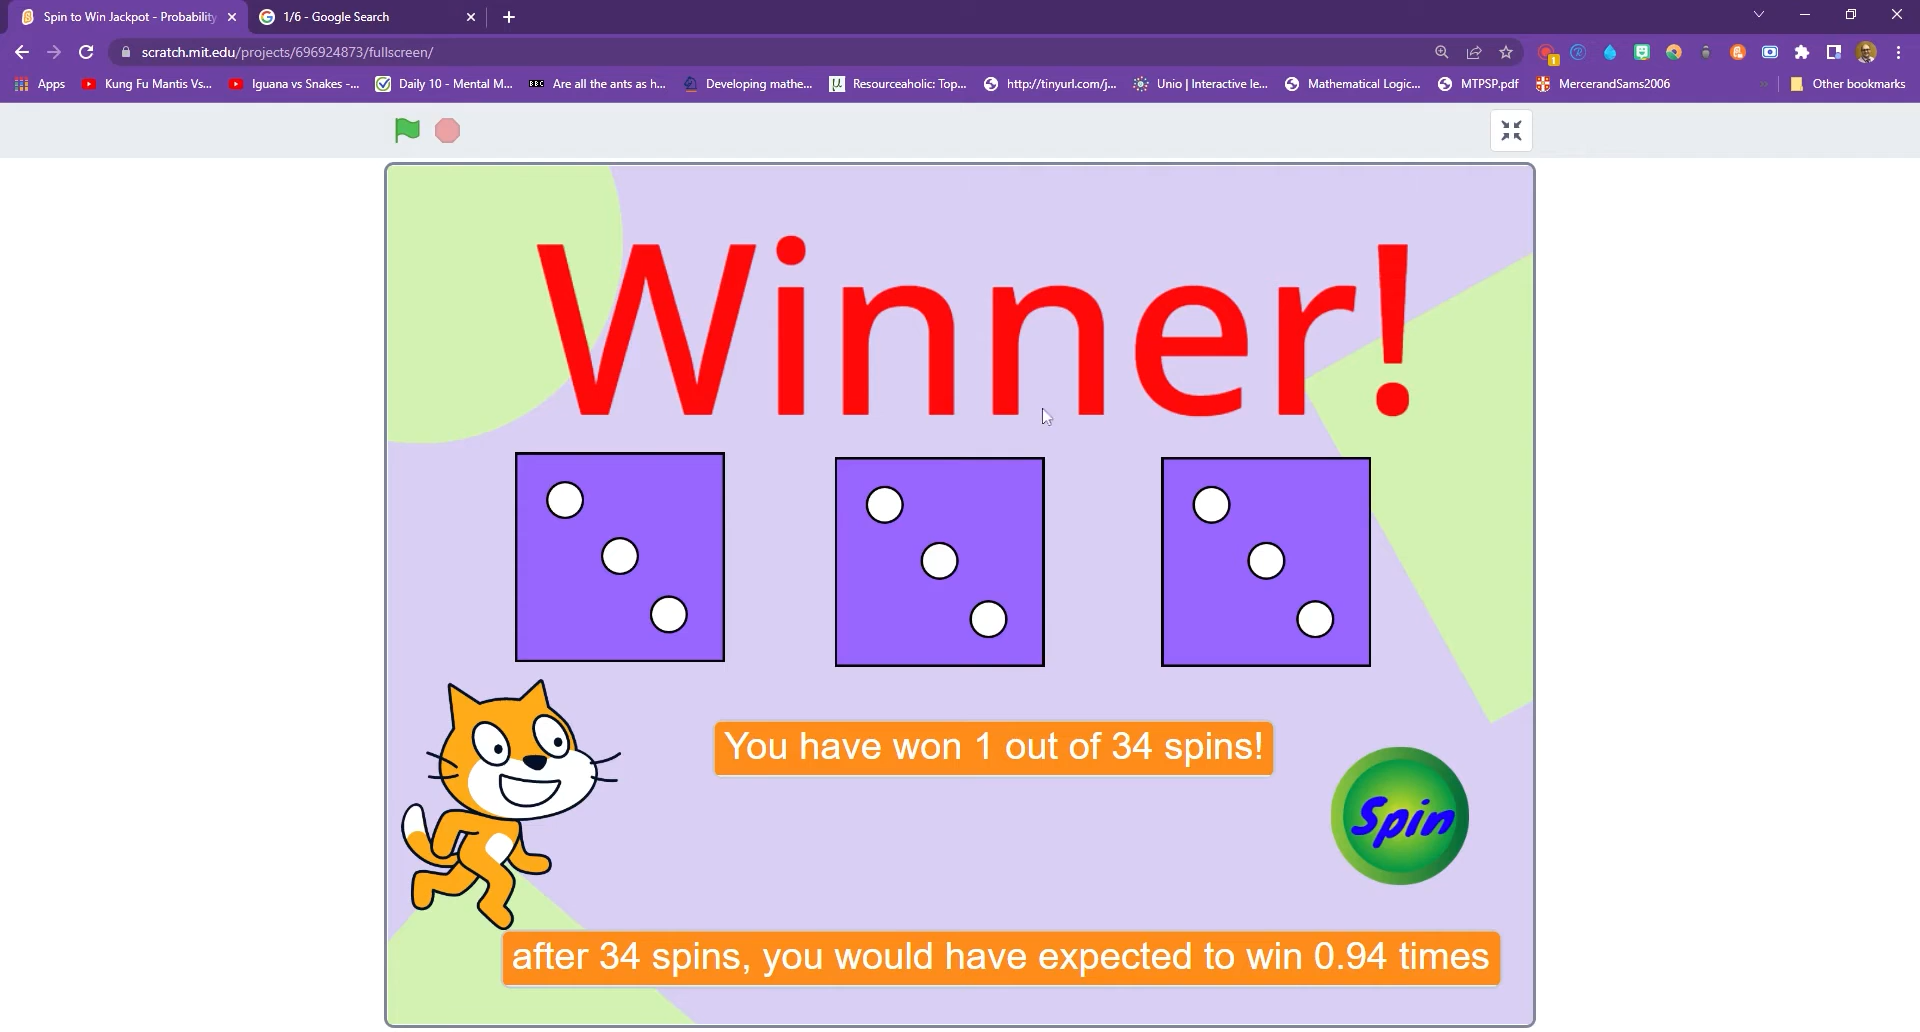 Spin to Win Jackpot - Probability
1/6 - Google Search
scratch.mit.edu/projects/696924873/fullscreen/
Apps
Kung Fu Mantis Vs...
Iguana vs Snakes -...
Daily 10 - Mental M...
BBC Are all the ants as h...
Developing mathe...
Resourceaholic: Top...
http://tinyurl.com/j...
Unio | Interactive le...
Mathematical Logic...
MTPSP.pdf
MercerandSams2006
Other bookmarks
Winner!
You have won 1 out of 34 spins!
Spin
after 34 spins, you would have expected to win 0.94 times